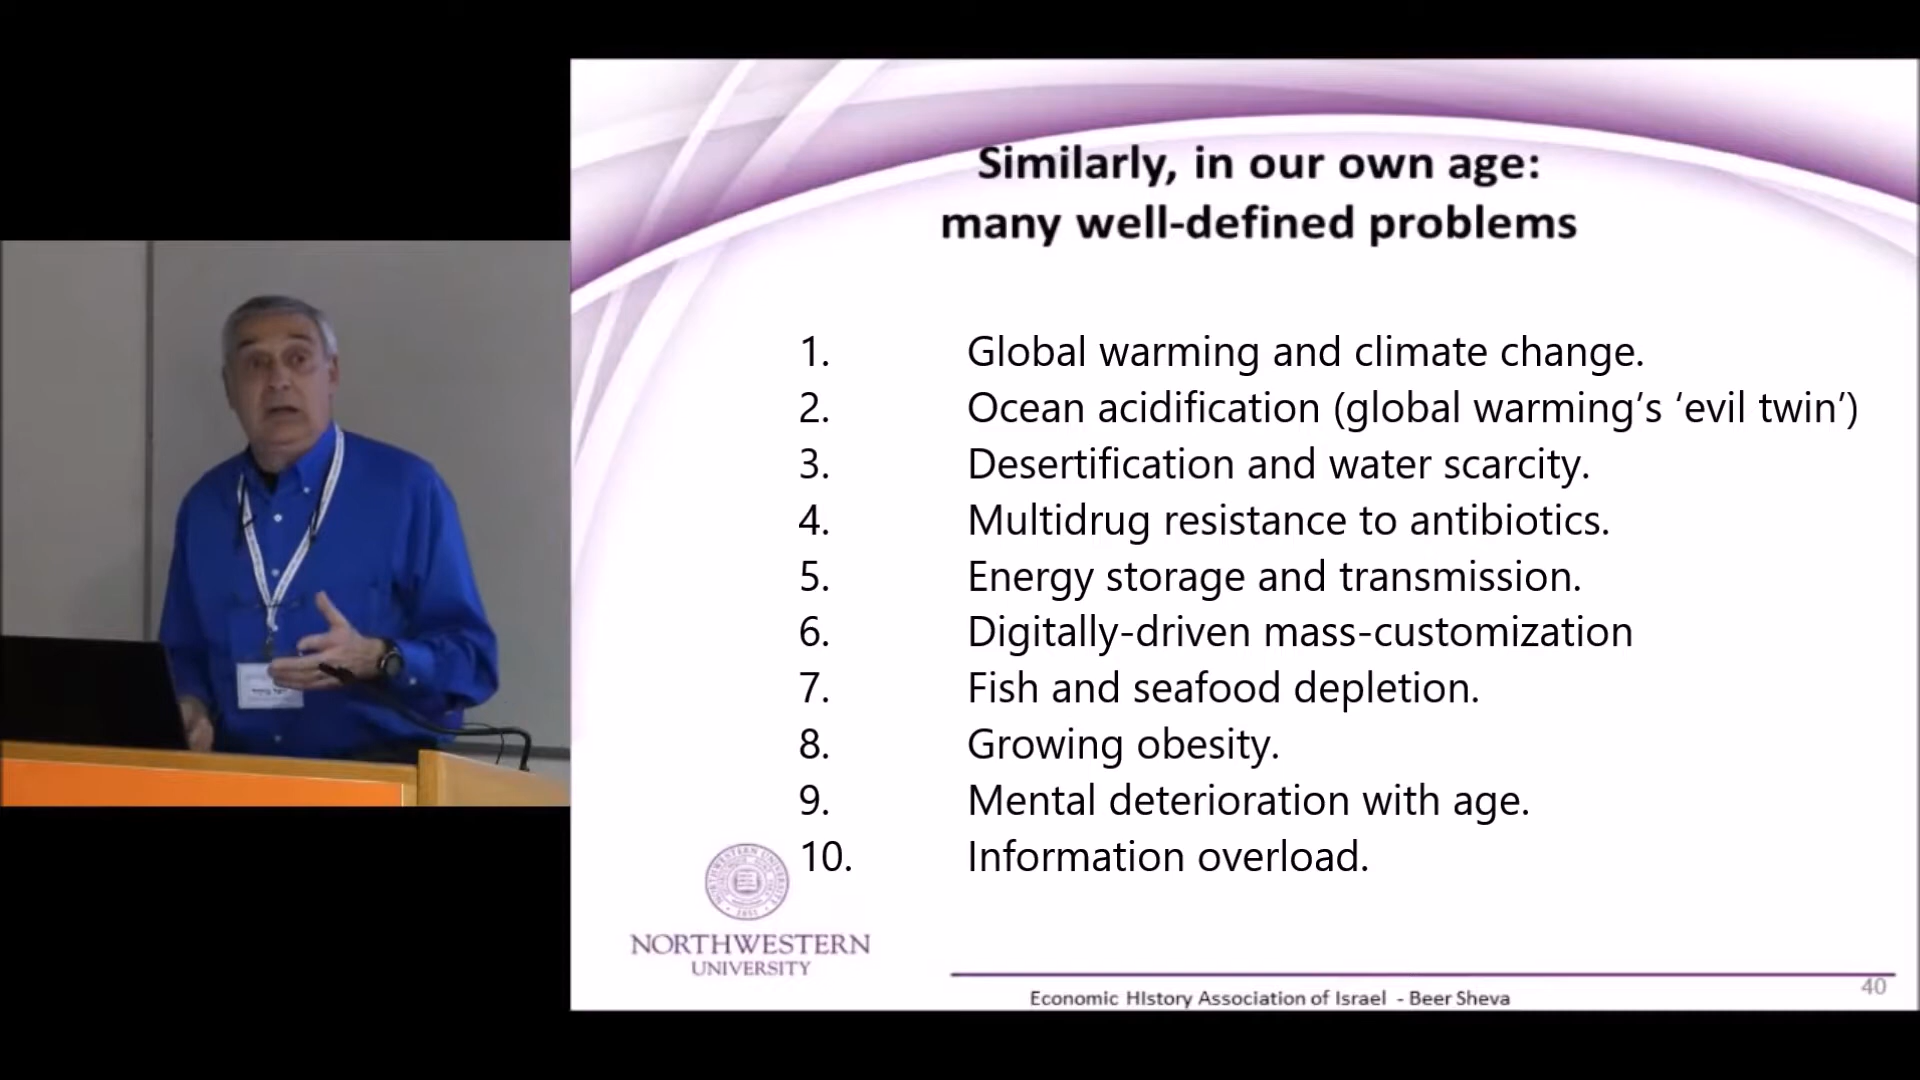 Similarly, in our own age:
many well-defined problems
1. Global warming and climate change.
2. Ocean acidification (global warming’s ‘evil twin’)
3. Desertification and water scarcity.
4. Multidrug resistance to antibiotics.
5. Energy storage and transmission.
6. Digitally-driven mass-customization
7. Fish and seafood depletion.
8. Growing obesity.
9. Mental deterioration with age.
10. Information overload.
NORTHWESTERN
UNIVERSITY
Economic HIstory Association of Israel - Beer Sheva
40